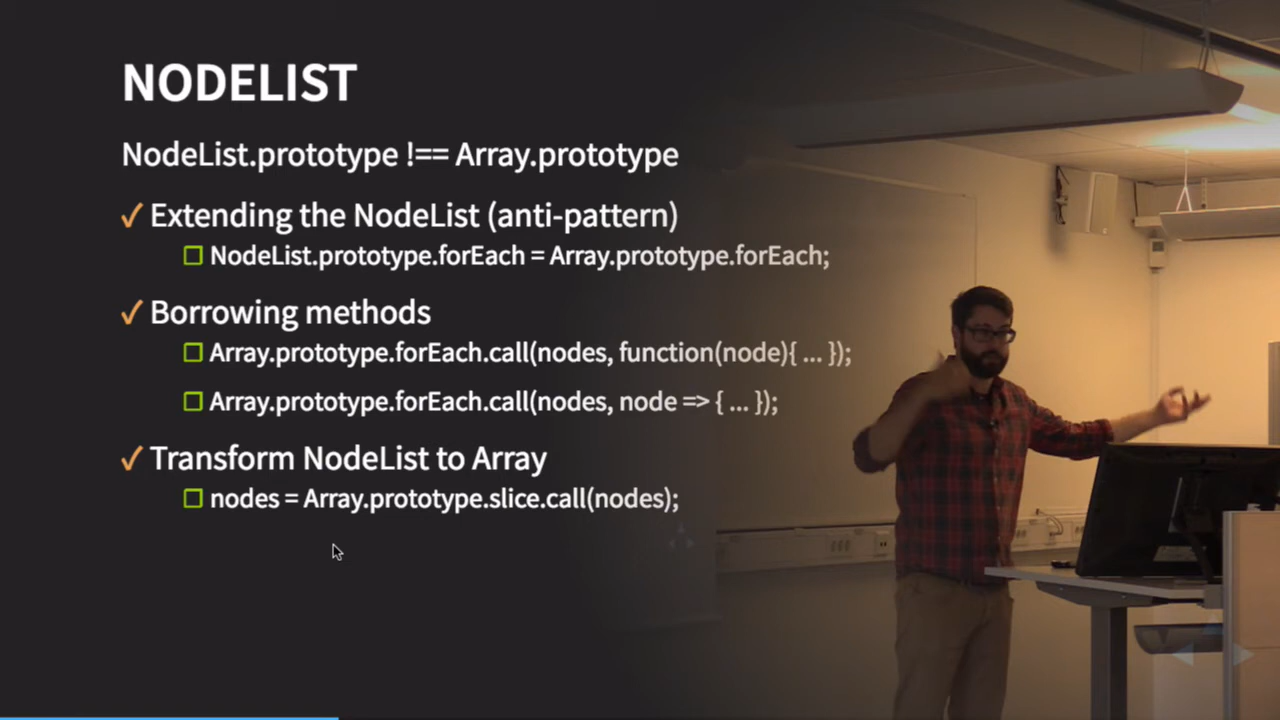 NODELIST
NodeList.prototype !== Array.prototype
✓ Extending the NodeList (anti-pattern)
NodeList.prototype.forEach = Array.prototype.forEach;
✓ Borrowing methods
Array.prototype.forEach.call(nodes, function(node){ ... });
Array.prototype.forEach.call(nodes, node => { ... });
✓ Transform NodeList to Array
nodes = Array.prototype.slice.call(nodes);